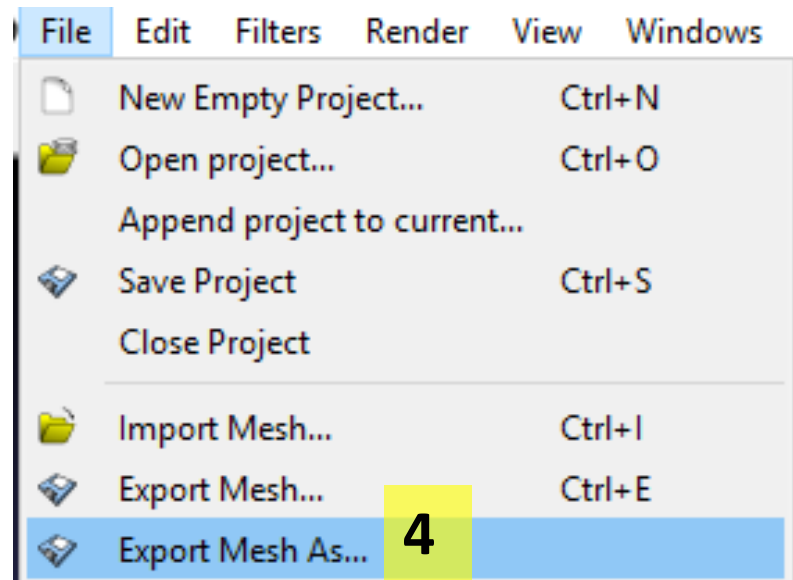 File Edit Filters Render View Windows
New Empty Project... Ctrl+N
Open project... Ctrl+O
Append project to current...
Save Project Ctrl+S
Close Project
Import Mesh... Ctrl+I
Export Mesh... Ctrl+E
Export Mesh As... 4